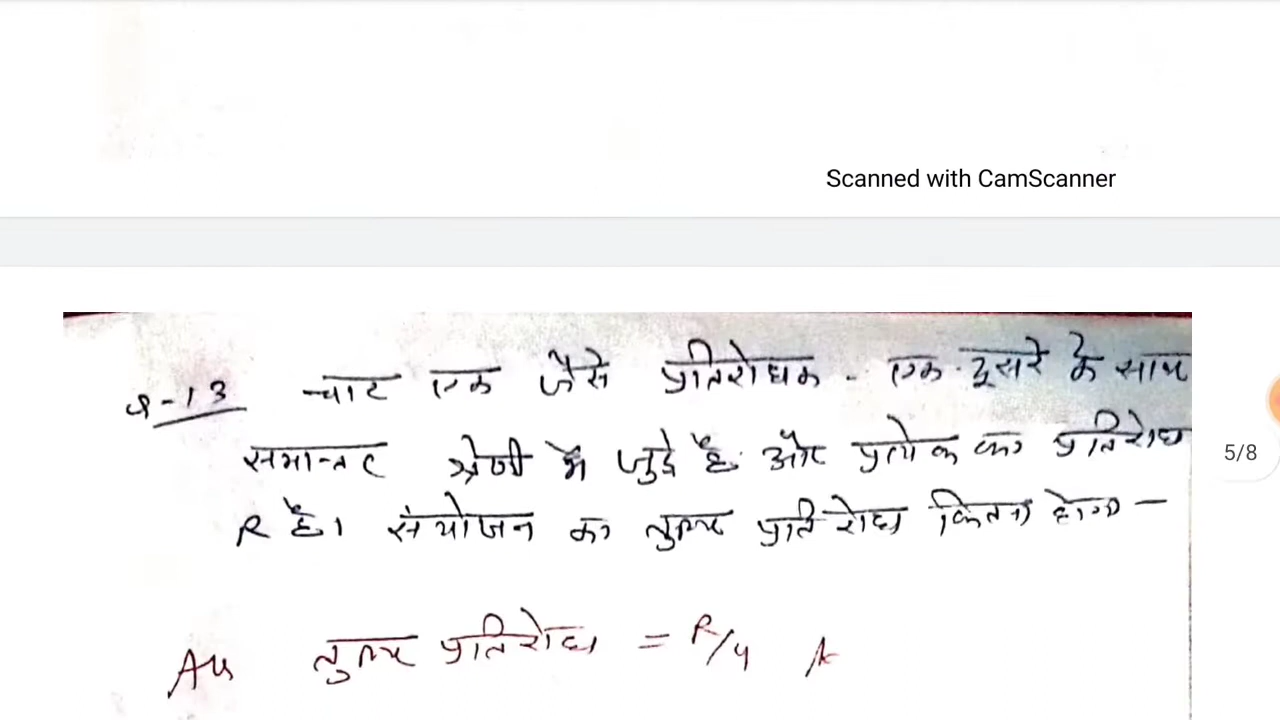 Scanned with CamScanner
प्र-13 चार एक जैसे प्रतिरोधक एक दूसरे के साथ
5/8
समान्तर श्रेणी में जुड़े है और प्रत्येक का प्रतिरोध
R है। संयोजन का तुल्य प्रतिरोध कितना होगा -
Ans तुल्य प्रतिरोध = R/4